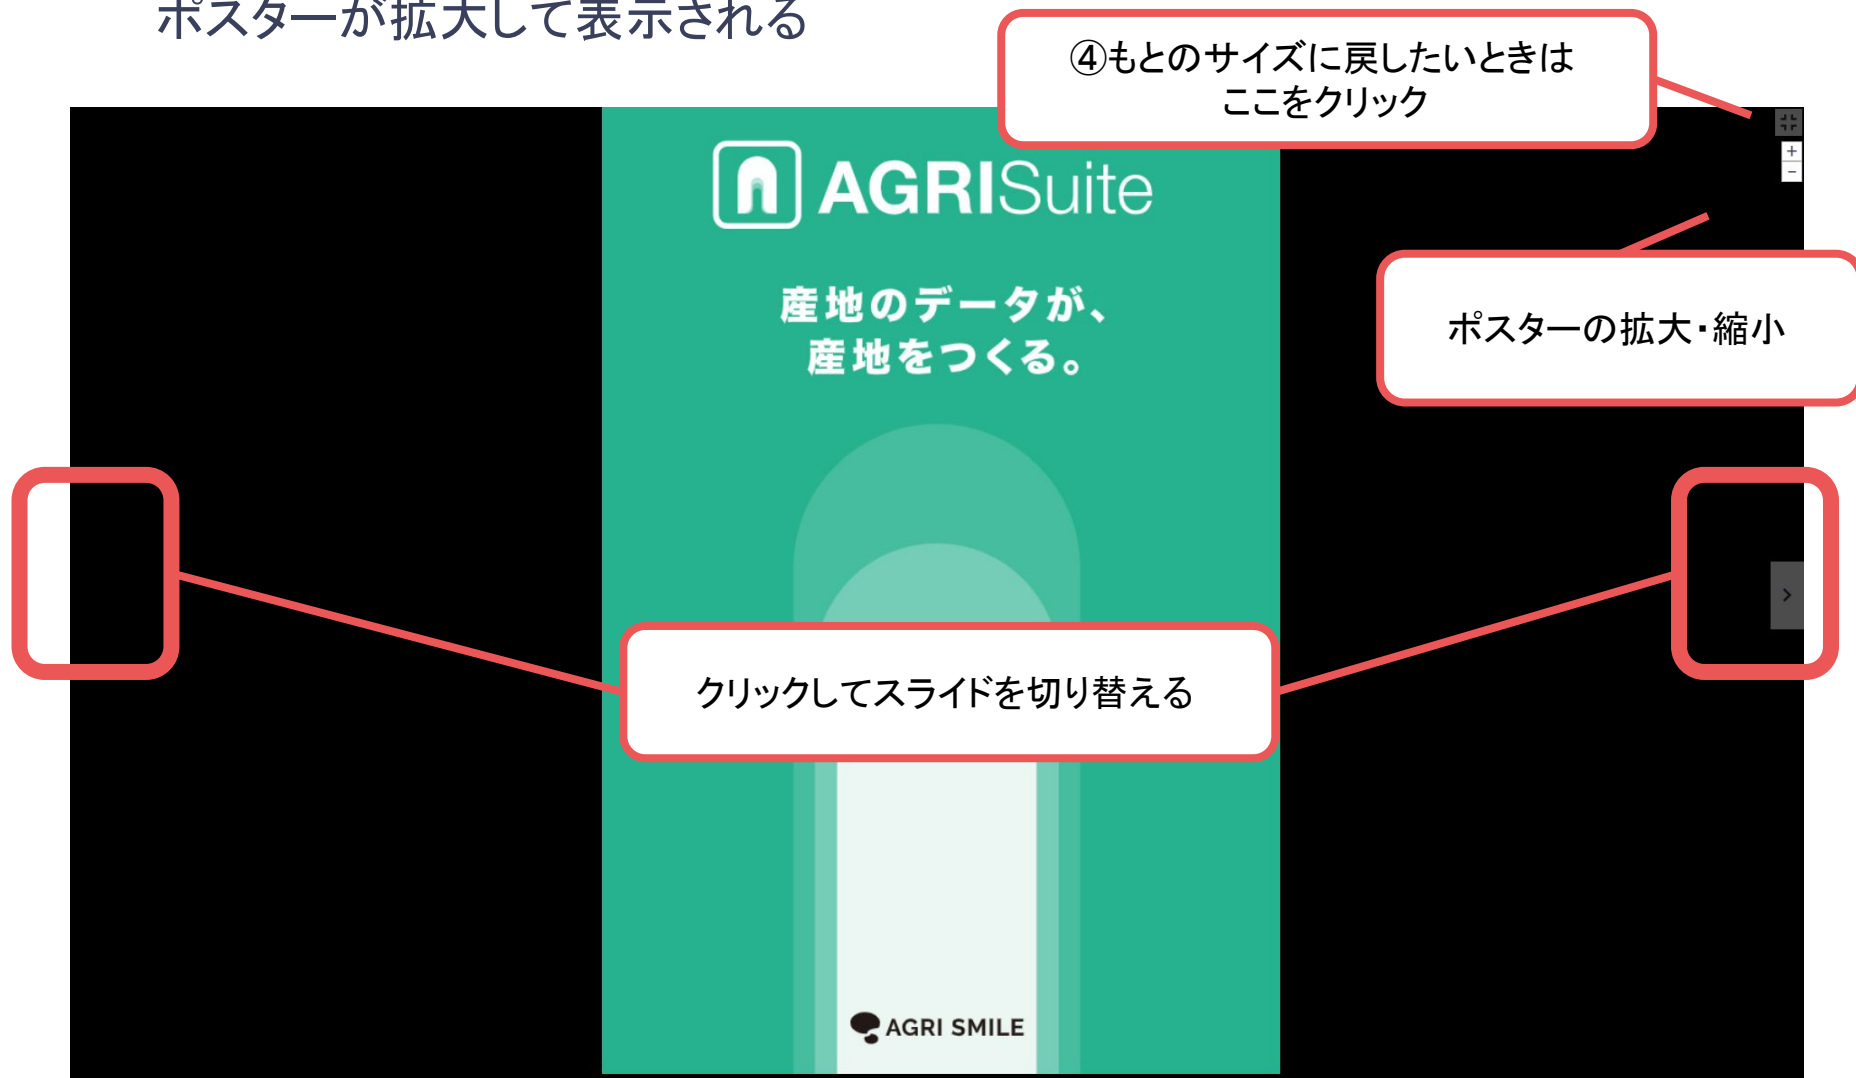 ポスターが拡大して表示される
④もとのサイズに戻したいときは
ここをクリック
AGRISuite
産地のデータが、
産地をつくる。
ポスターの拡大・縮小
クリックしてスライドを切り替える
AGRI SMILE